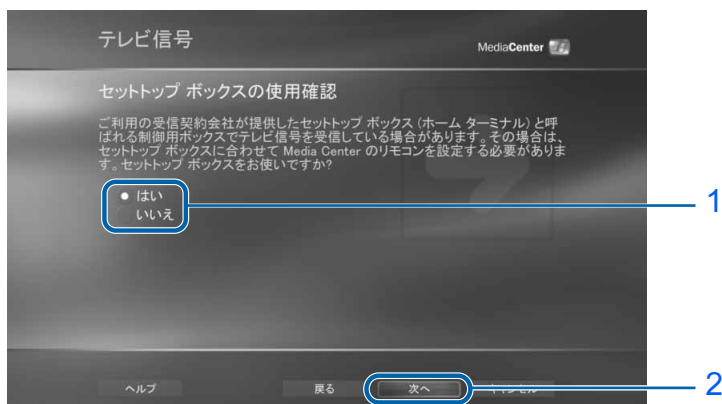 テレビ信号
MediaCenter
セットトップ ボックスの使用確認
ご利用の受信契約会社が提供したセットトップ ボックス (ホーム ターミナル) と呼
ばれる制御用ボックスでテレビ信号を受信している場合があります。その場合は、
セットトップ ボックスに合わせて Media Center のリモコンを設定する必要がありま
す。セットトップ ボックスをお使いですか?
はい
いいえ
1
ヘルプ
戻る
次へ
キャンセル
2